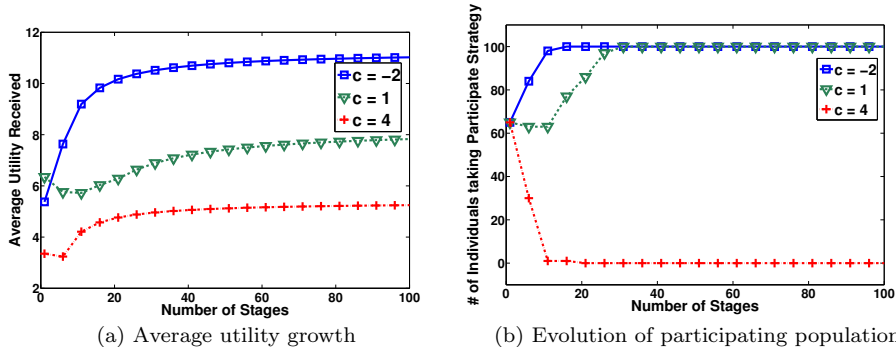 12
10
8
6
4
2
0
20
40
60
80
100
Average Utility Received
Number of Stages
c = −2
c = 1
c = 4
(a) Average utility growth
100
80
60
40
20
0
0
20
40
60
80
100
# of Individuals taking Participate Strategy
Number of Stages
c = −2
c = 1
c = 4
(b) Evolution of participating population